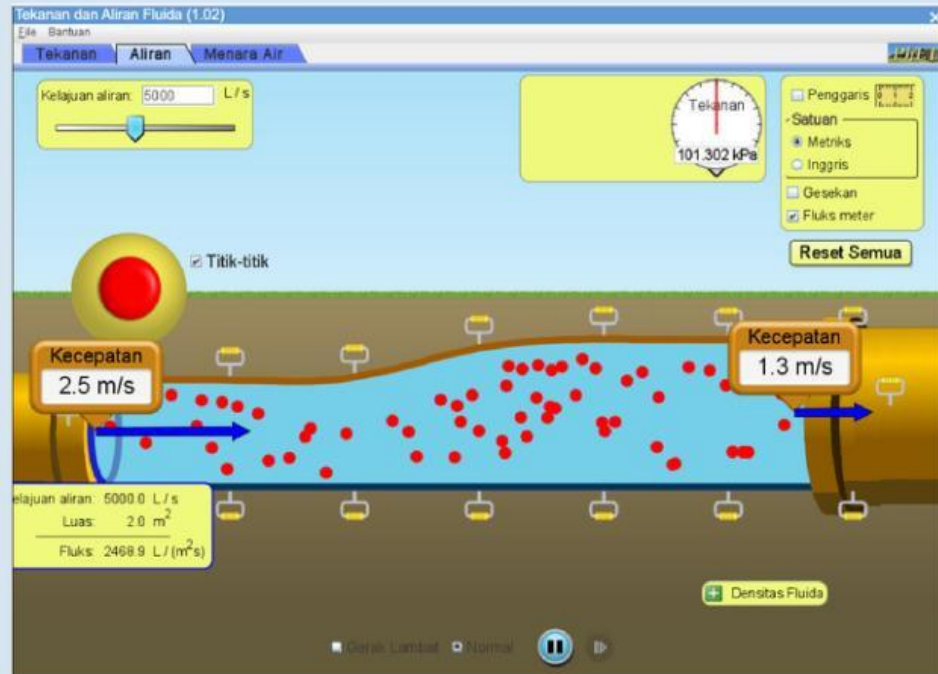 Tekanan dan Aliran Fluida (1.02)
File Bantuan
Tekanan Aliran Menara Air
Kelajuan aliran: 5000 L/s
Tekanan
101.302 kPa
Penggaris
Satuan
Metriks
Inggris
Gesekan
Fluks meter
Reset Semua
Titik-titik
Kecepatan
2.5 m/s
Kecepatan
1.3 m/s
elajuan aliran: 5000.0 L/s
Luas: 2.0 m²
Fluks: 2468.9 L/(m²s)
Densitas Fluida
Gerak Lambat Normal